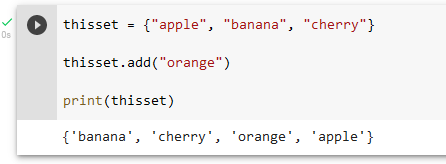 thisset = {"apple", "banana", "cherry"}
thisset.add("orange")
0s
print(thisset)
{'banana', 'cherry', 'orange', 'apple'}